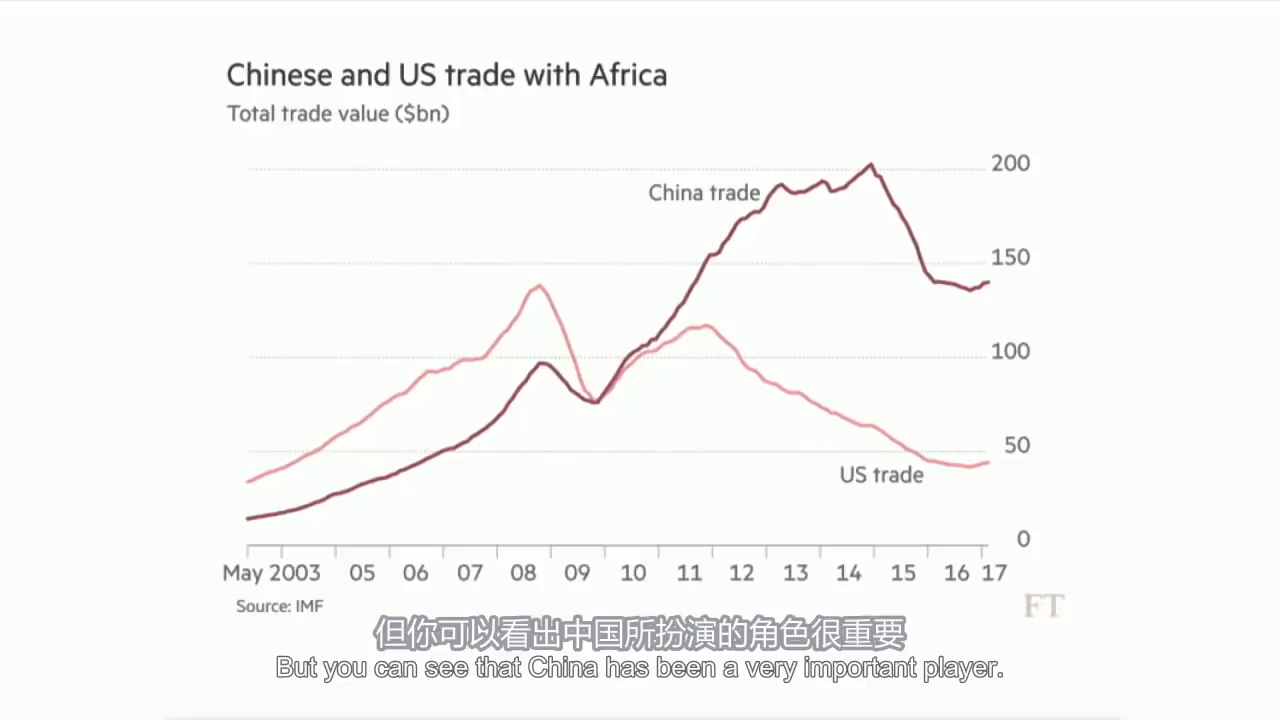 Chinese and US trade with Africa
Total trade value ($bn)
200
China trade
150
100
50
US trade
0
May 2003 05 06 07 08 09 10 11 12 13 14 15 16 17
Source: IMF
FT
但你可以看出中国所扮演的角色很重要
But you can see that China has been a very important player.